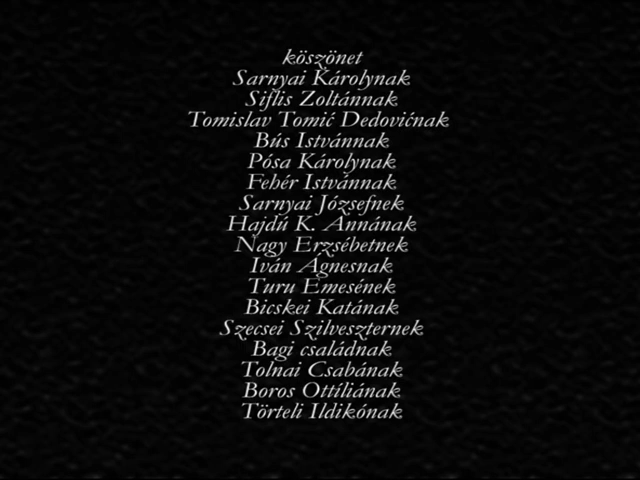 köszönet
Sarnyai Károlynak
Siflis Zoltánnak
Tomislav Tomić Dedovićnak
Bús Istvánnak
Pósa Károlynak
Fehér Istvánnak
Sarnyai Józsefnek
Hajdú K. Annának
Nagy Erzsébetnek
Iván Ágnesnak
Turu Emesének
Bicskei Katának
Szecsei Szilveszternek
Bagi családnak
Tolnai Csabának
Boros Ottíliának
Törteli Ildikónak